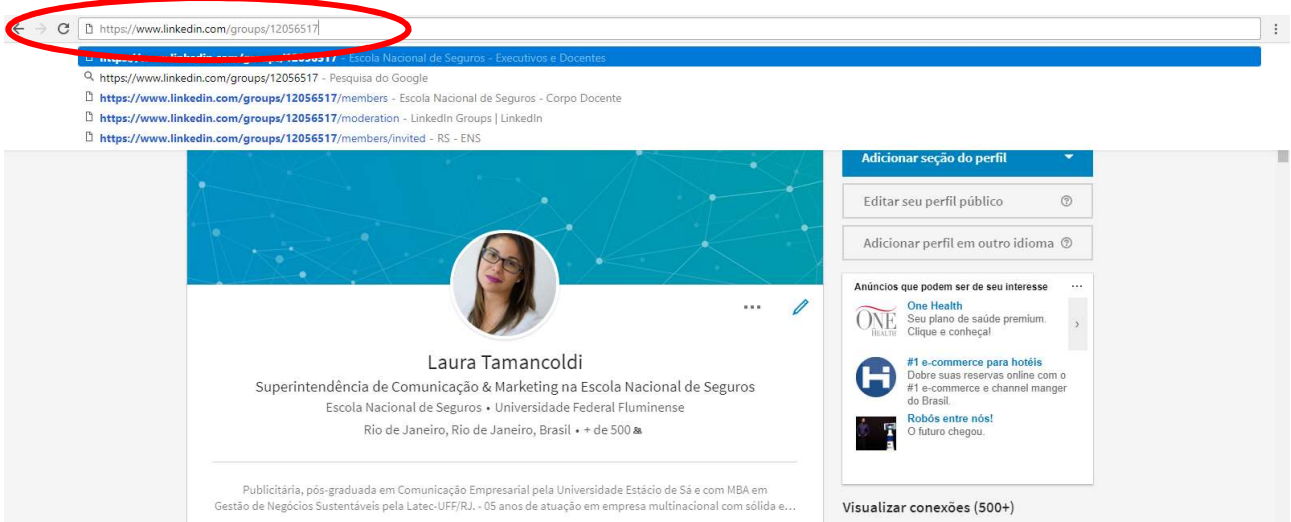 https://www.linkedin.com/groups/12056517
https://www.linkedin.com/groups/12056517 - Escola Nacional de Seguros - Executivos e Docentes
https://www.linkedin.com/groups/12056517 - Pesquisa do Google
https://www.linkedin.com/groups/12056517/members - Escola Nacional de Seguros - Corpo Docente
https://www.linkedin.com/groups/12056517/moderation - LinkedIn Groups | LinkedIn
https://www.linkedin.com/groups/12056517/members/invited - RS - ENS
Laura Tamancoldi
Superintendência de Comunicação & Marketing na Escola Nacional de Seguros
Escola Nacional de Seguros • Universidade Federal Fluminense
Rio de Janeiro, Rio de Janeiro, Brasil • + de 500
Publicitária, pós-graduada em Comunicação Empresarial pela Universidade Estácio de Sá e com MBA em
Gestão de Negócios Sustentáveis pela Latec-UFF/RJ. - 05 anos de atuação em empresa multinacional com sólida e...
Adicionar seção do perfil
Editar seu perfil público
Adicionar perfil em outro idioma
Anúncios que podem ser de seu interesse ...
ONE
HEALTH
One Health
Seu plano de saúde premium.
Clique e conheça!
#1 e-commerce para hotéis
Dobre suas reservas online com o
#1 e-commerce e channel manger
do Brasil.
Robôs entre nós!
O futuro chegou.
Visualizar conexões (500+)